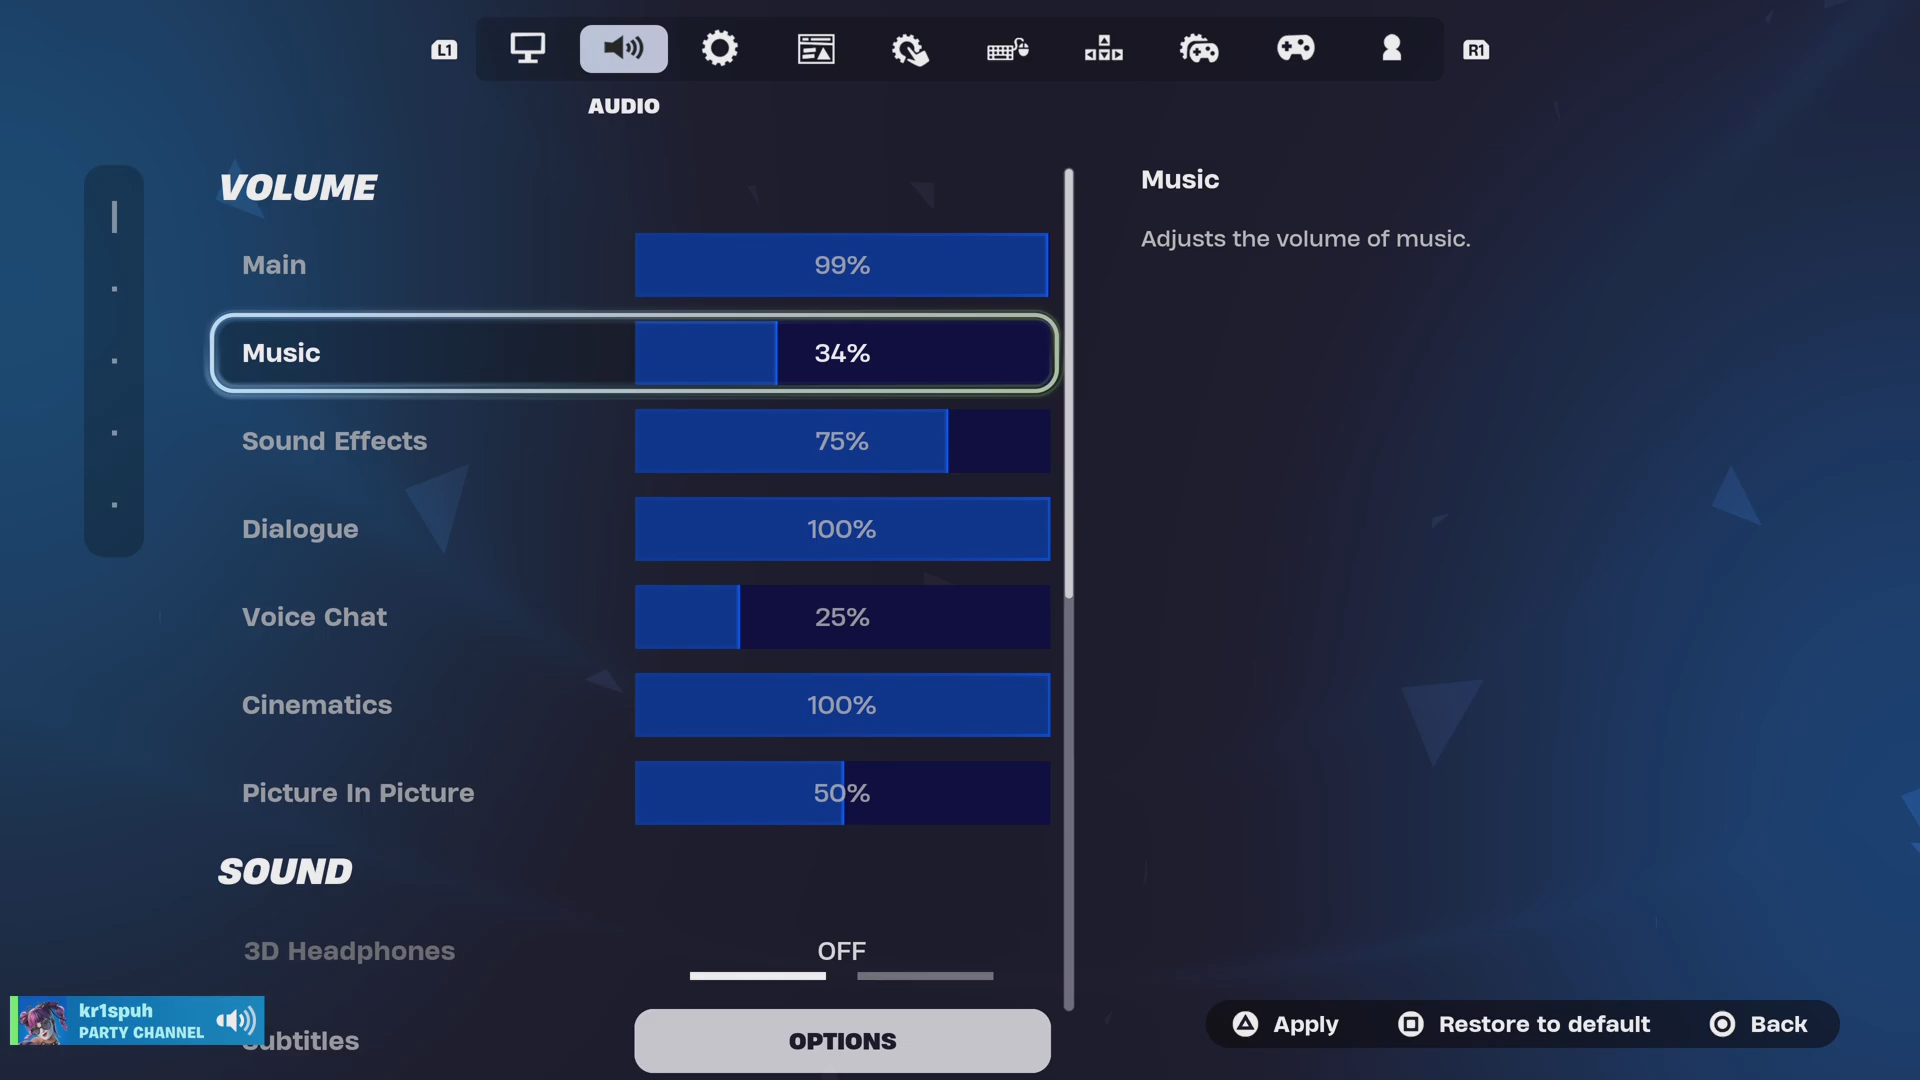 L1
R1
AUDIO
VOLUME
Main 99%
Music 34%
Sound Effects 75%
Dialogue 100%
Voice Chat 25%
Cinematics 100%
Picture In Picture 50%
SOUND
3D Headphones OFF
Subtitles OPTIONS
Music
Adjusts the volume of music.
kr1spuh
PARTY CHANNEL
Apply Restore to default Back